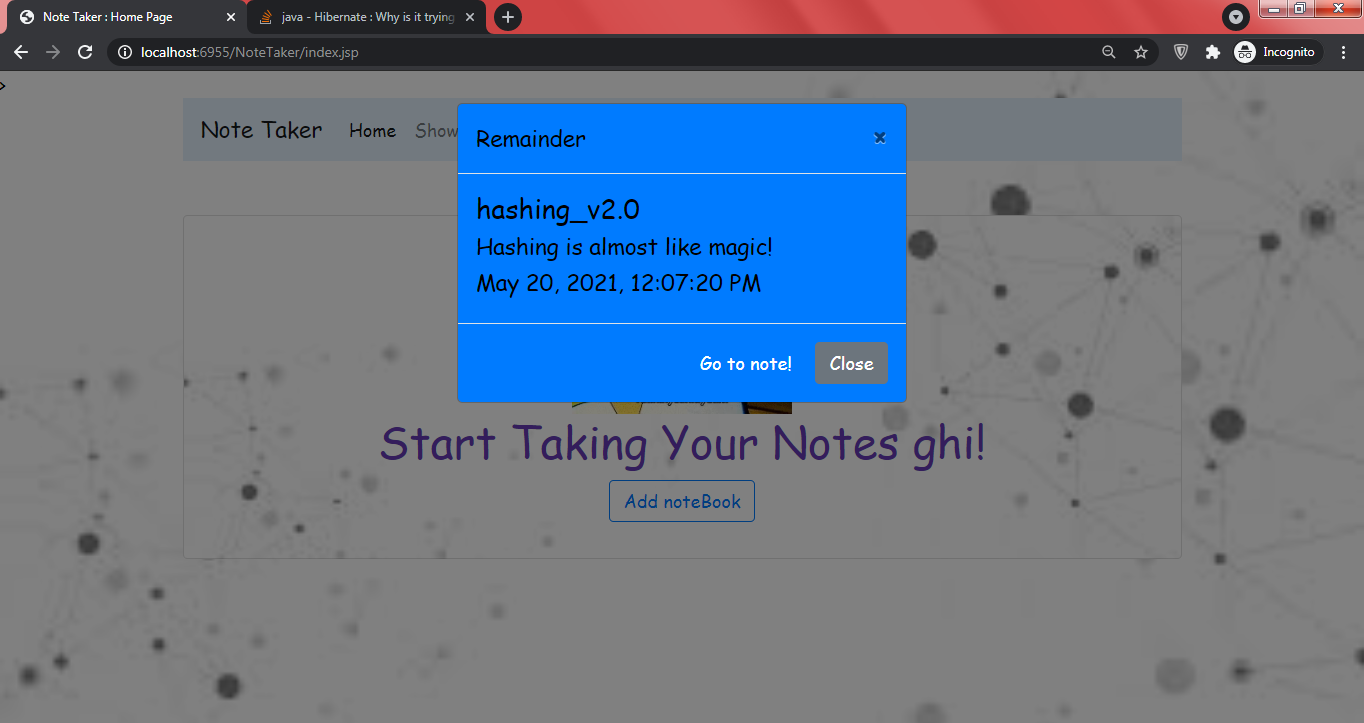 Note Taker : Home Page
java - Hibernate : Why is it trying
localhost:6955/NoteTaker/index.jsp
Incognito
>
Note Taker Home Show
Remainder
×
hashing_v2.0
Hashing is almost like magic!
May 20, 2021, 12:07:20 PM
Go to note!
Close
Start Taking Your Notes ghi!
Add noteBook